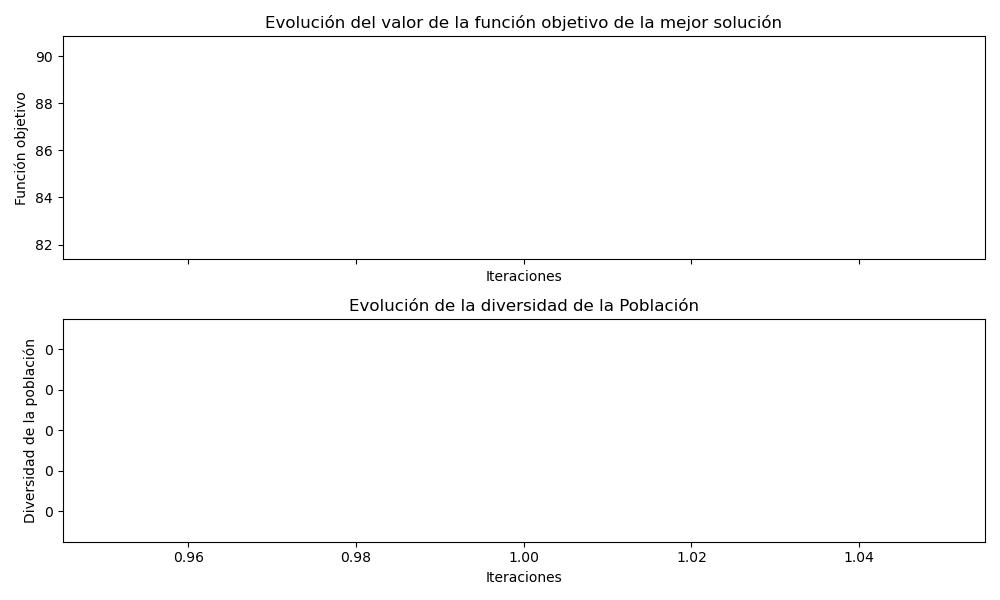 Evolución del valor de la función objetivo de la mejor solución
90
88
86
84
82
Función objetivo
Iteraciones
Evolución de la diversidad de la Población
0
0
0
0
0
Diversidad de la población
0.96 0.98 1.00 1.02 1.04
Iteraciones